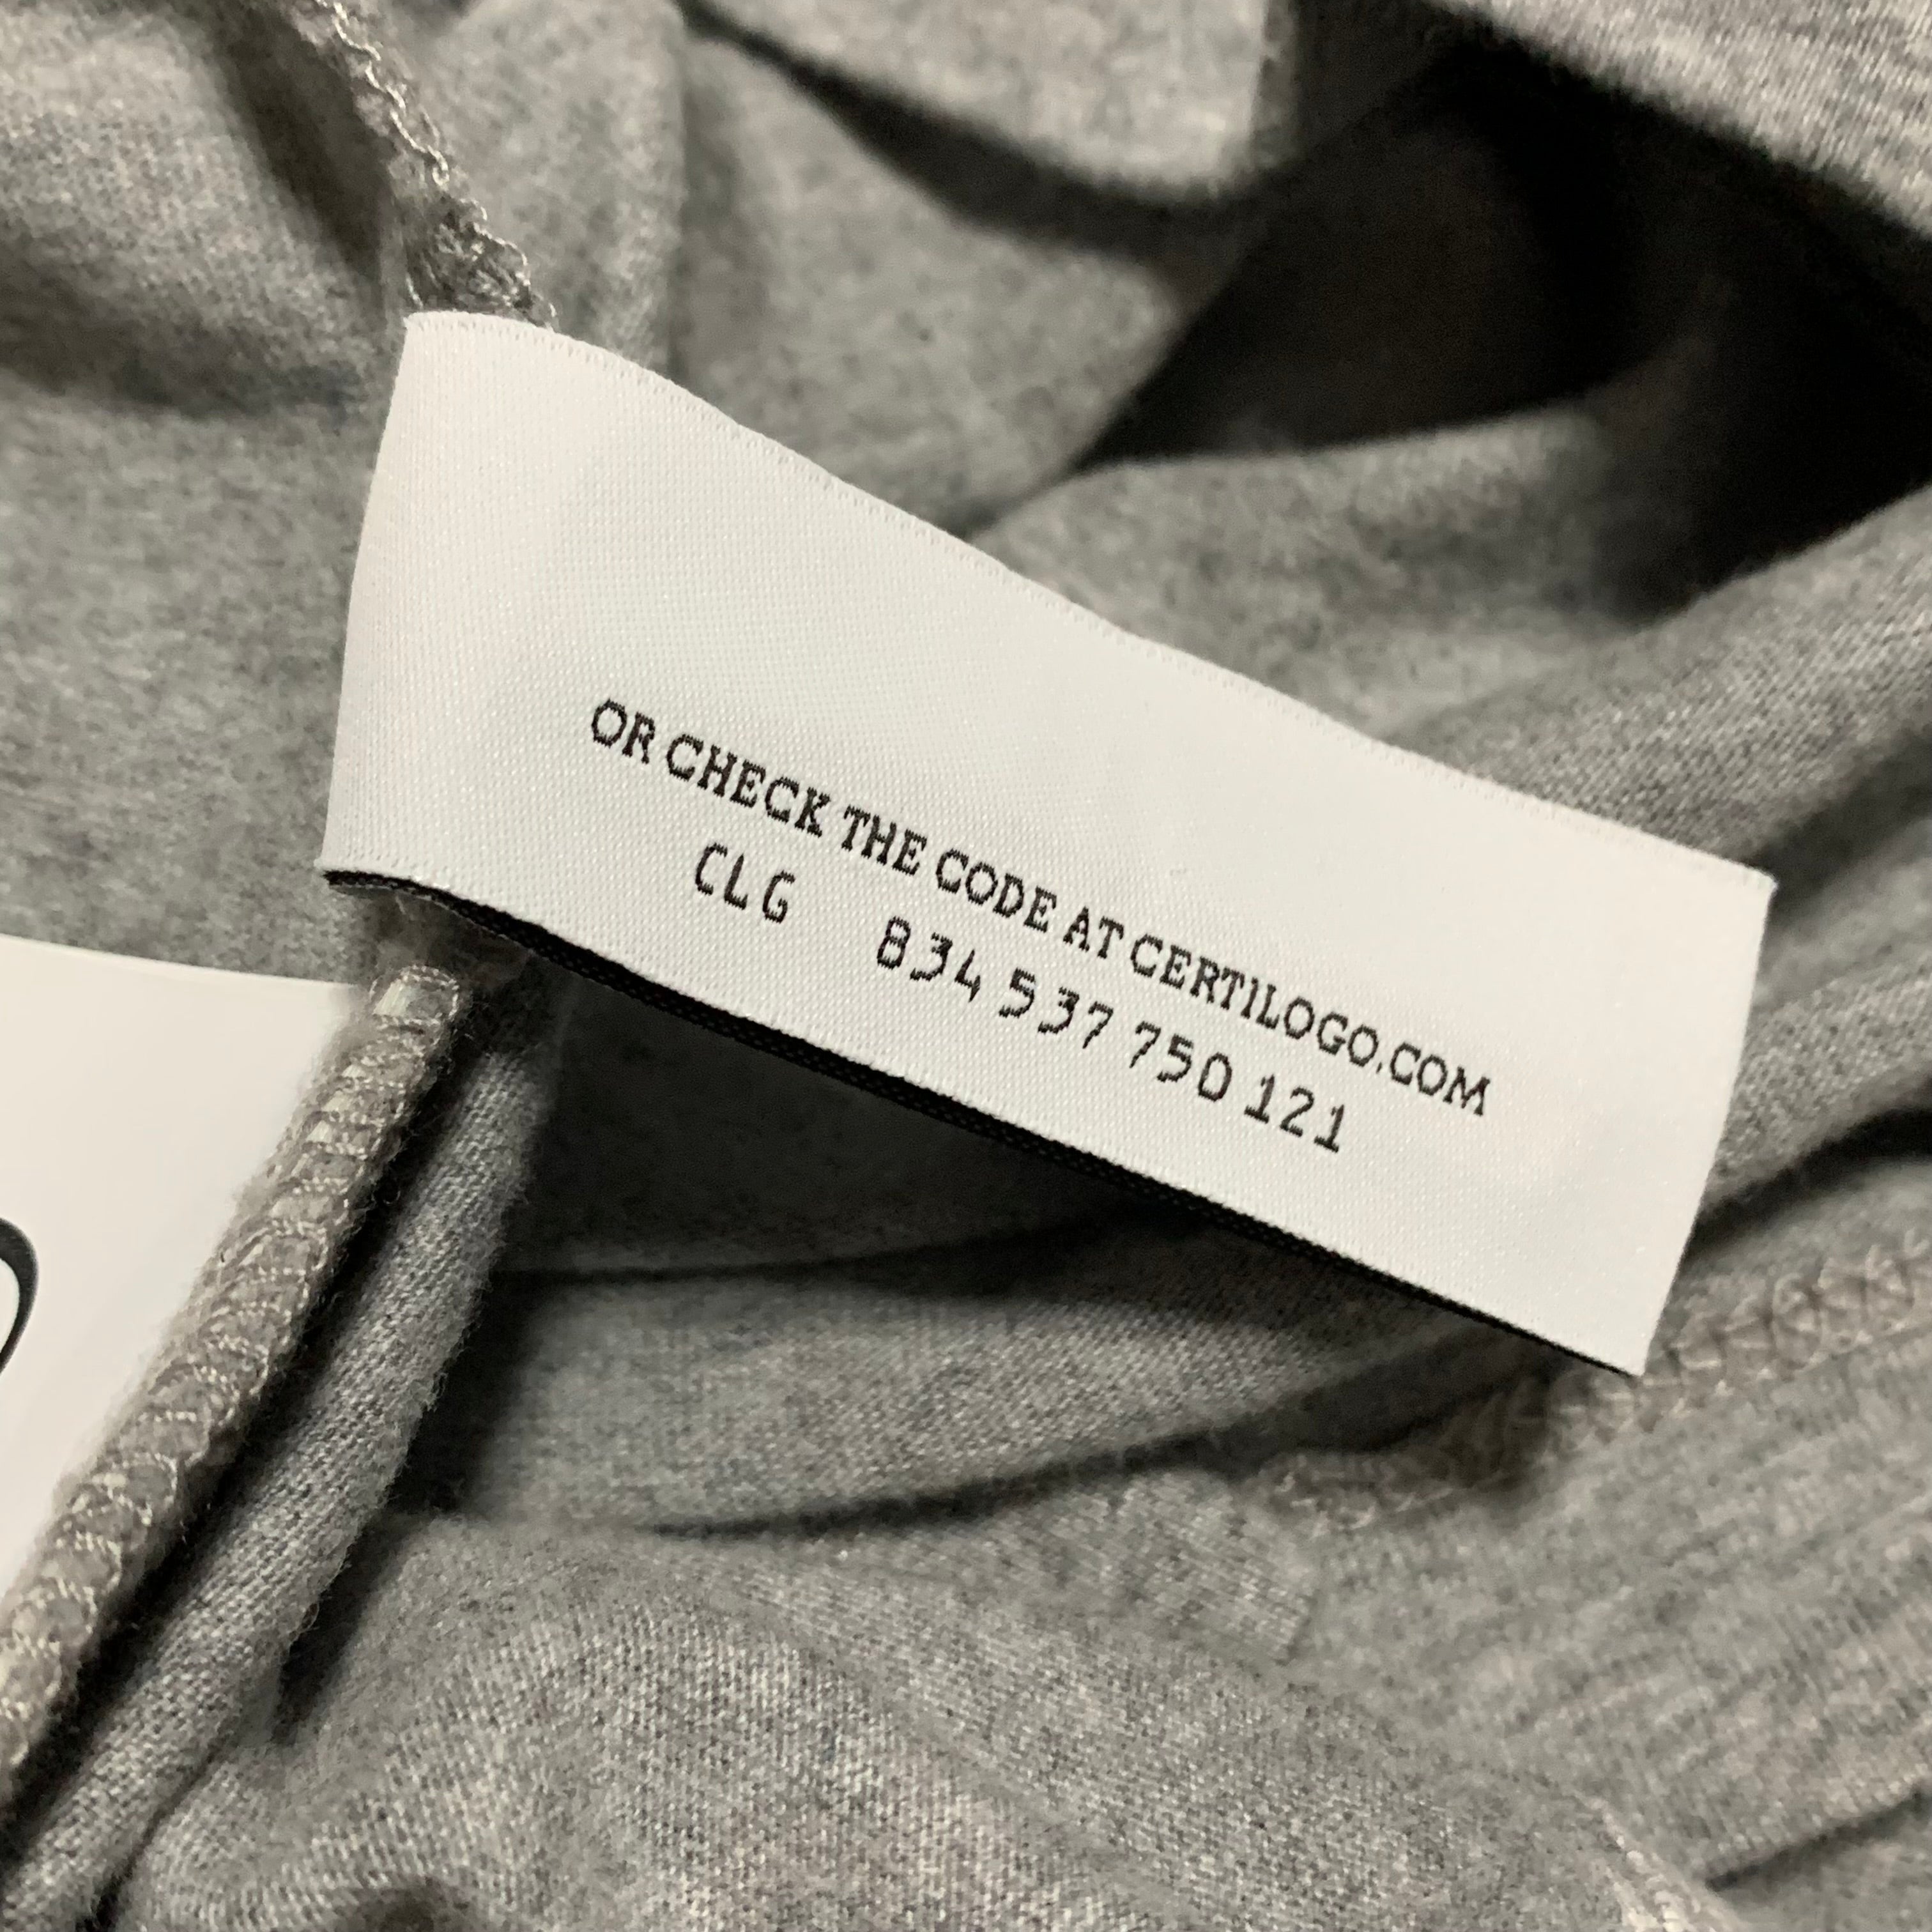 OR CHECK THE CODE AT CERTILOGO.COM
CLG 834 537 750 121